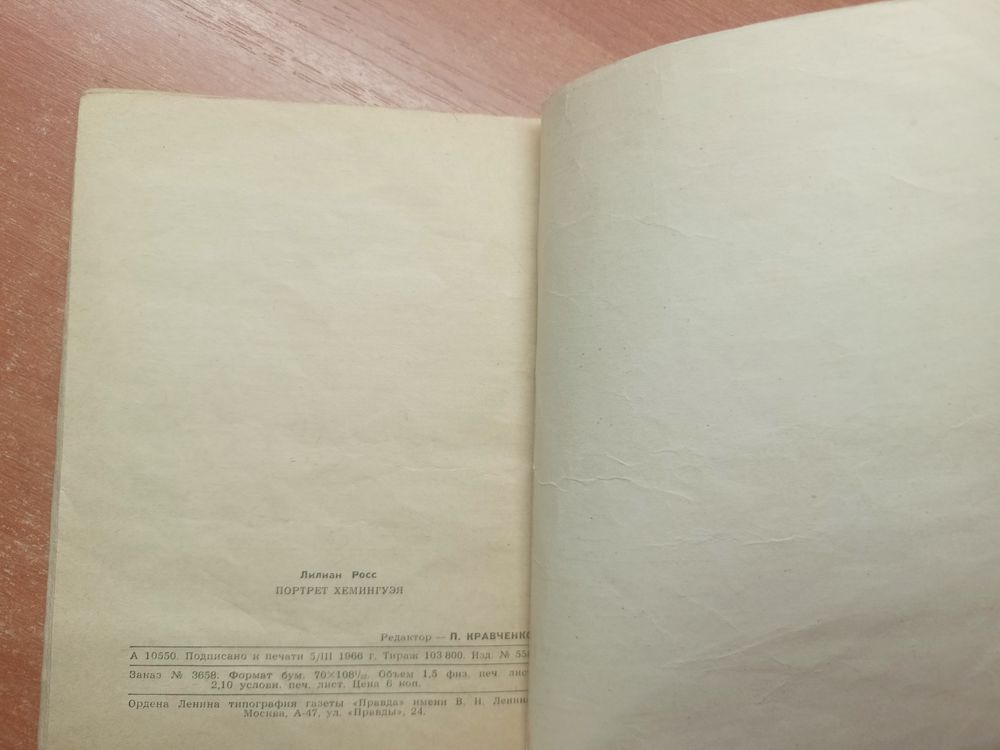 Лилиан Росс
ПОРТРЕТ ХЕМИНГУЭЯ
Редактор — П. КРАВЧЕНКО
А 10550. Подписано к печати 5/III 1966 г. Тираж 103 800. Изд. №
Заказ № 3658. Формат бум. 70×108¹/₃₂. Объем 1,5 физ. печ. лист
2,10 условн. печ. лист. Цена 6 коп.
Ордена Ленина типография газеты «Правда» имени В. И. Ленина
Москва, А-47, ул. «Правды», 24.